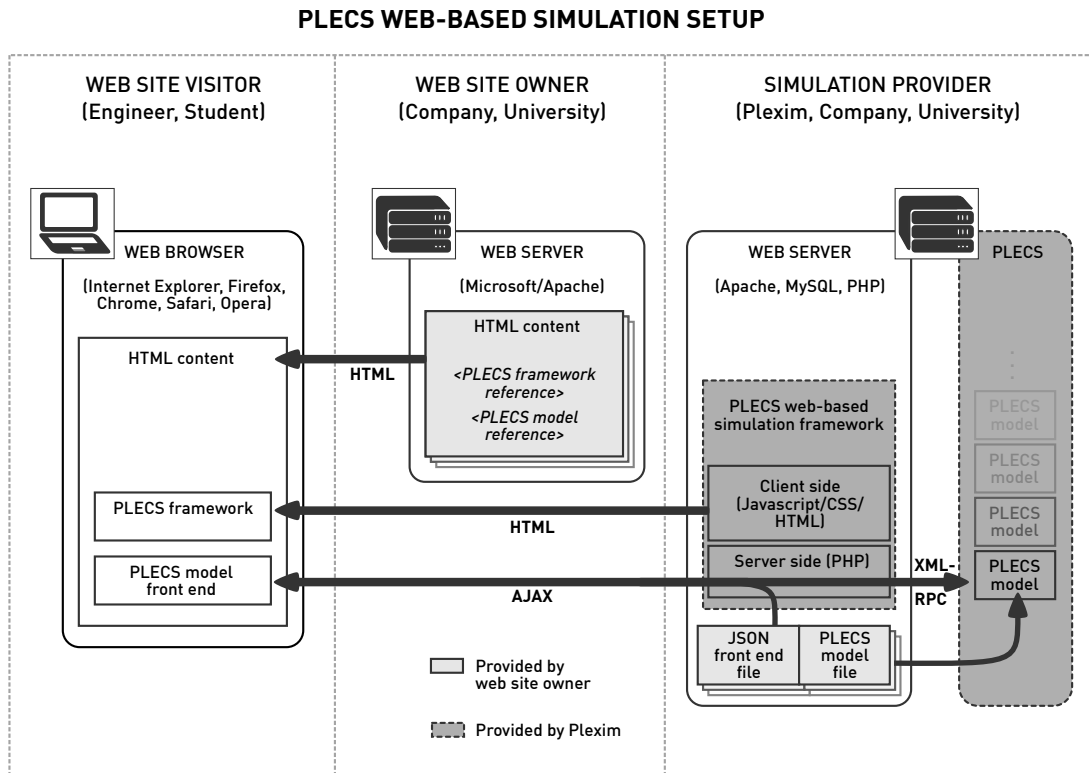 PLECS WEB-BASED SIMULATION SETUP
WEB SITE VISITOR
(Engineer, Student)
WEB SITE OWNER
(Company, University)
SIMULATION PROVIDER
(Plexim, Company, University)
WEB BROWSER
(Internet Explorer, Firefox,
Chrome, Safari, Opera)
HTML content
PLECS framework
PLECS model
front end
WEB SERVER
(Microsoft/Apache)
HTML content
<PLECS framework
reference>
<PLECS model
reference>
HTML
HTML
AJAX
WEB SERVER
(Apache, MySQL, PHP)
PLECS web-based
simulation framework
Client side
(Javascript/CSS/
HTML)
Server side (PHP)
XML-
RPC
JSON
front end
file
PLECS
model
file
PLECS
PLECS
model
PLECS
model
PLECS
model
PLECS
model
Provided by
web site owner
Provided by Plexim